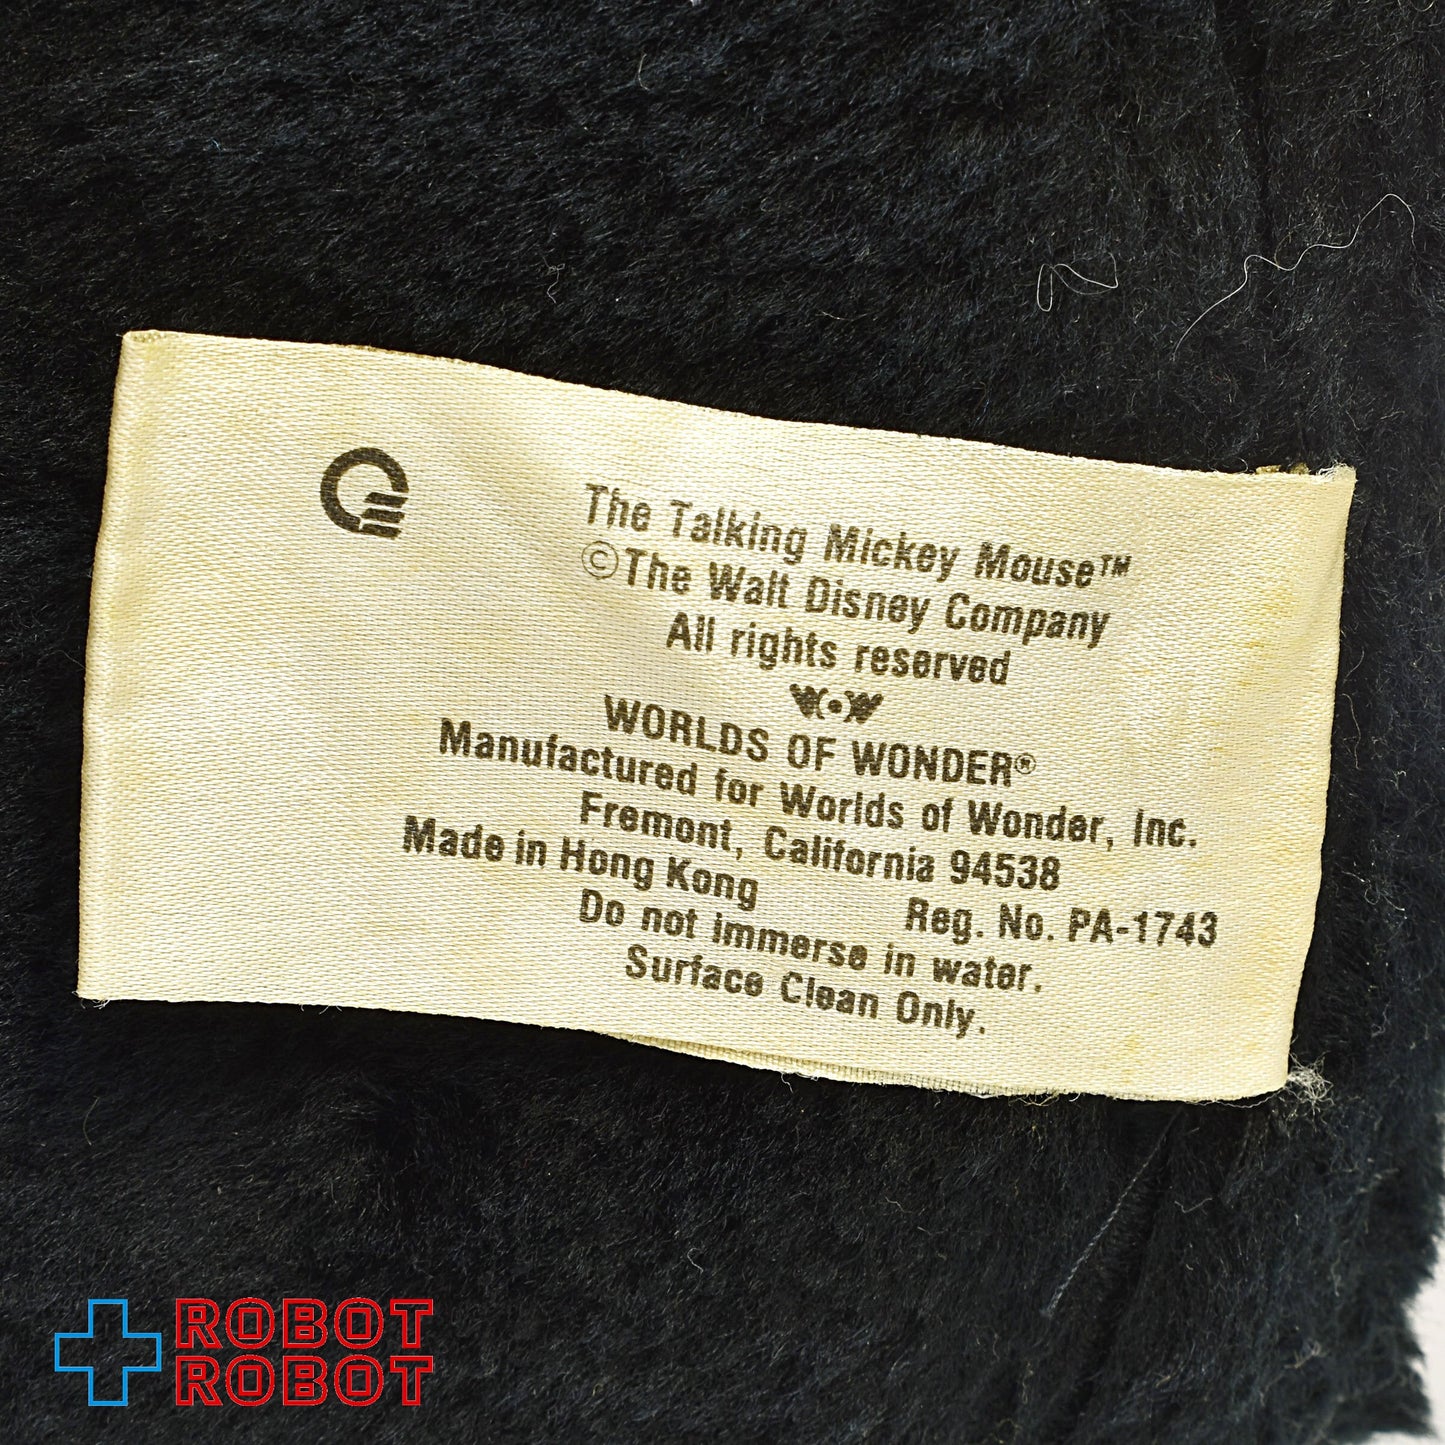 The Talking Mickey Mouse™
©The Walt Disney Company
All rights reserved
WOW
WORLDS OF WONDER®
Manufactured for Worlds of Wonder, Inc.
Fremont, California 94538
Made in Hong Kong Reg. No. PA-1743
Do not immerse in water.
Surface Clean Only.
ROBOT
ROBOT